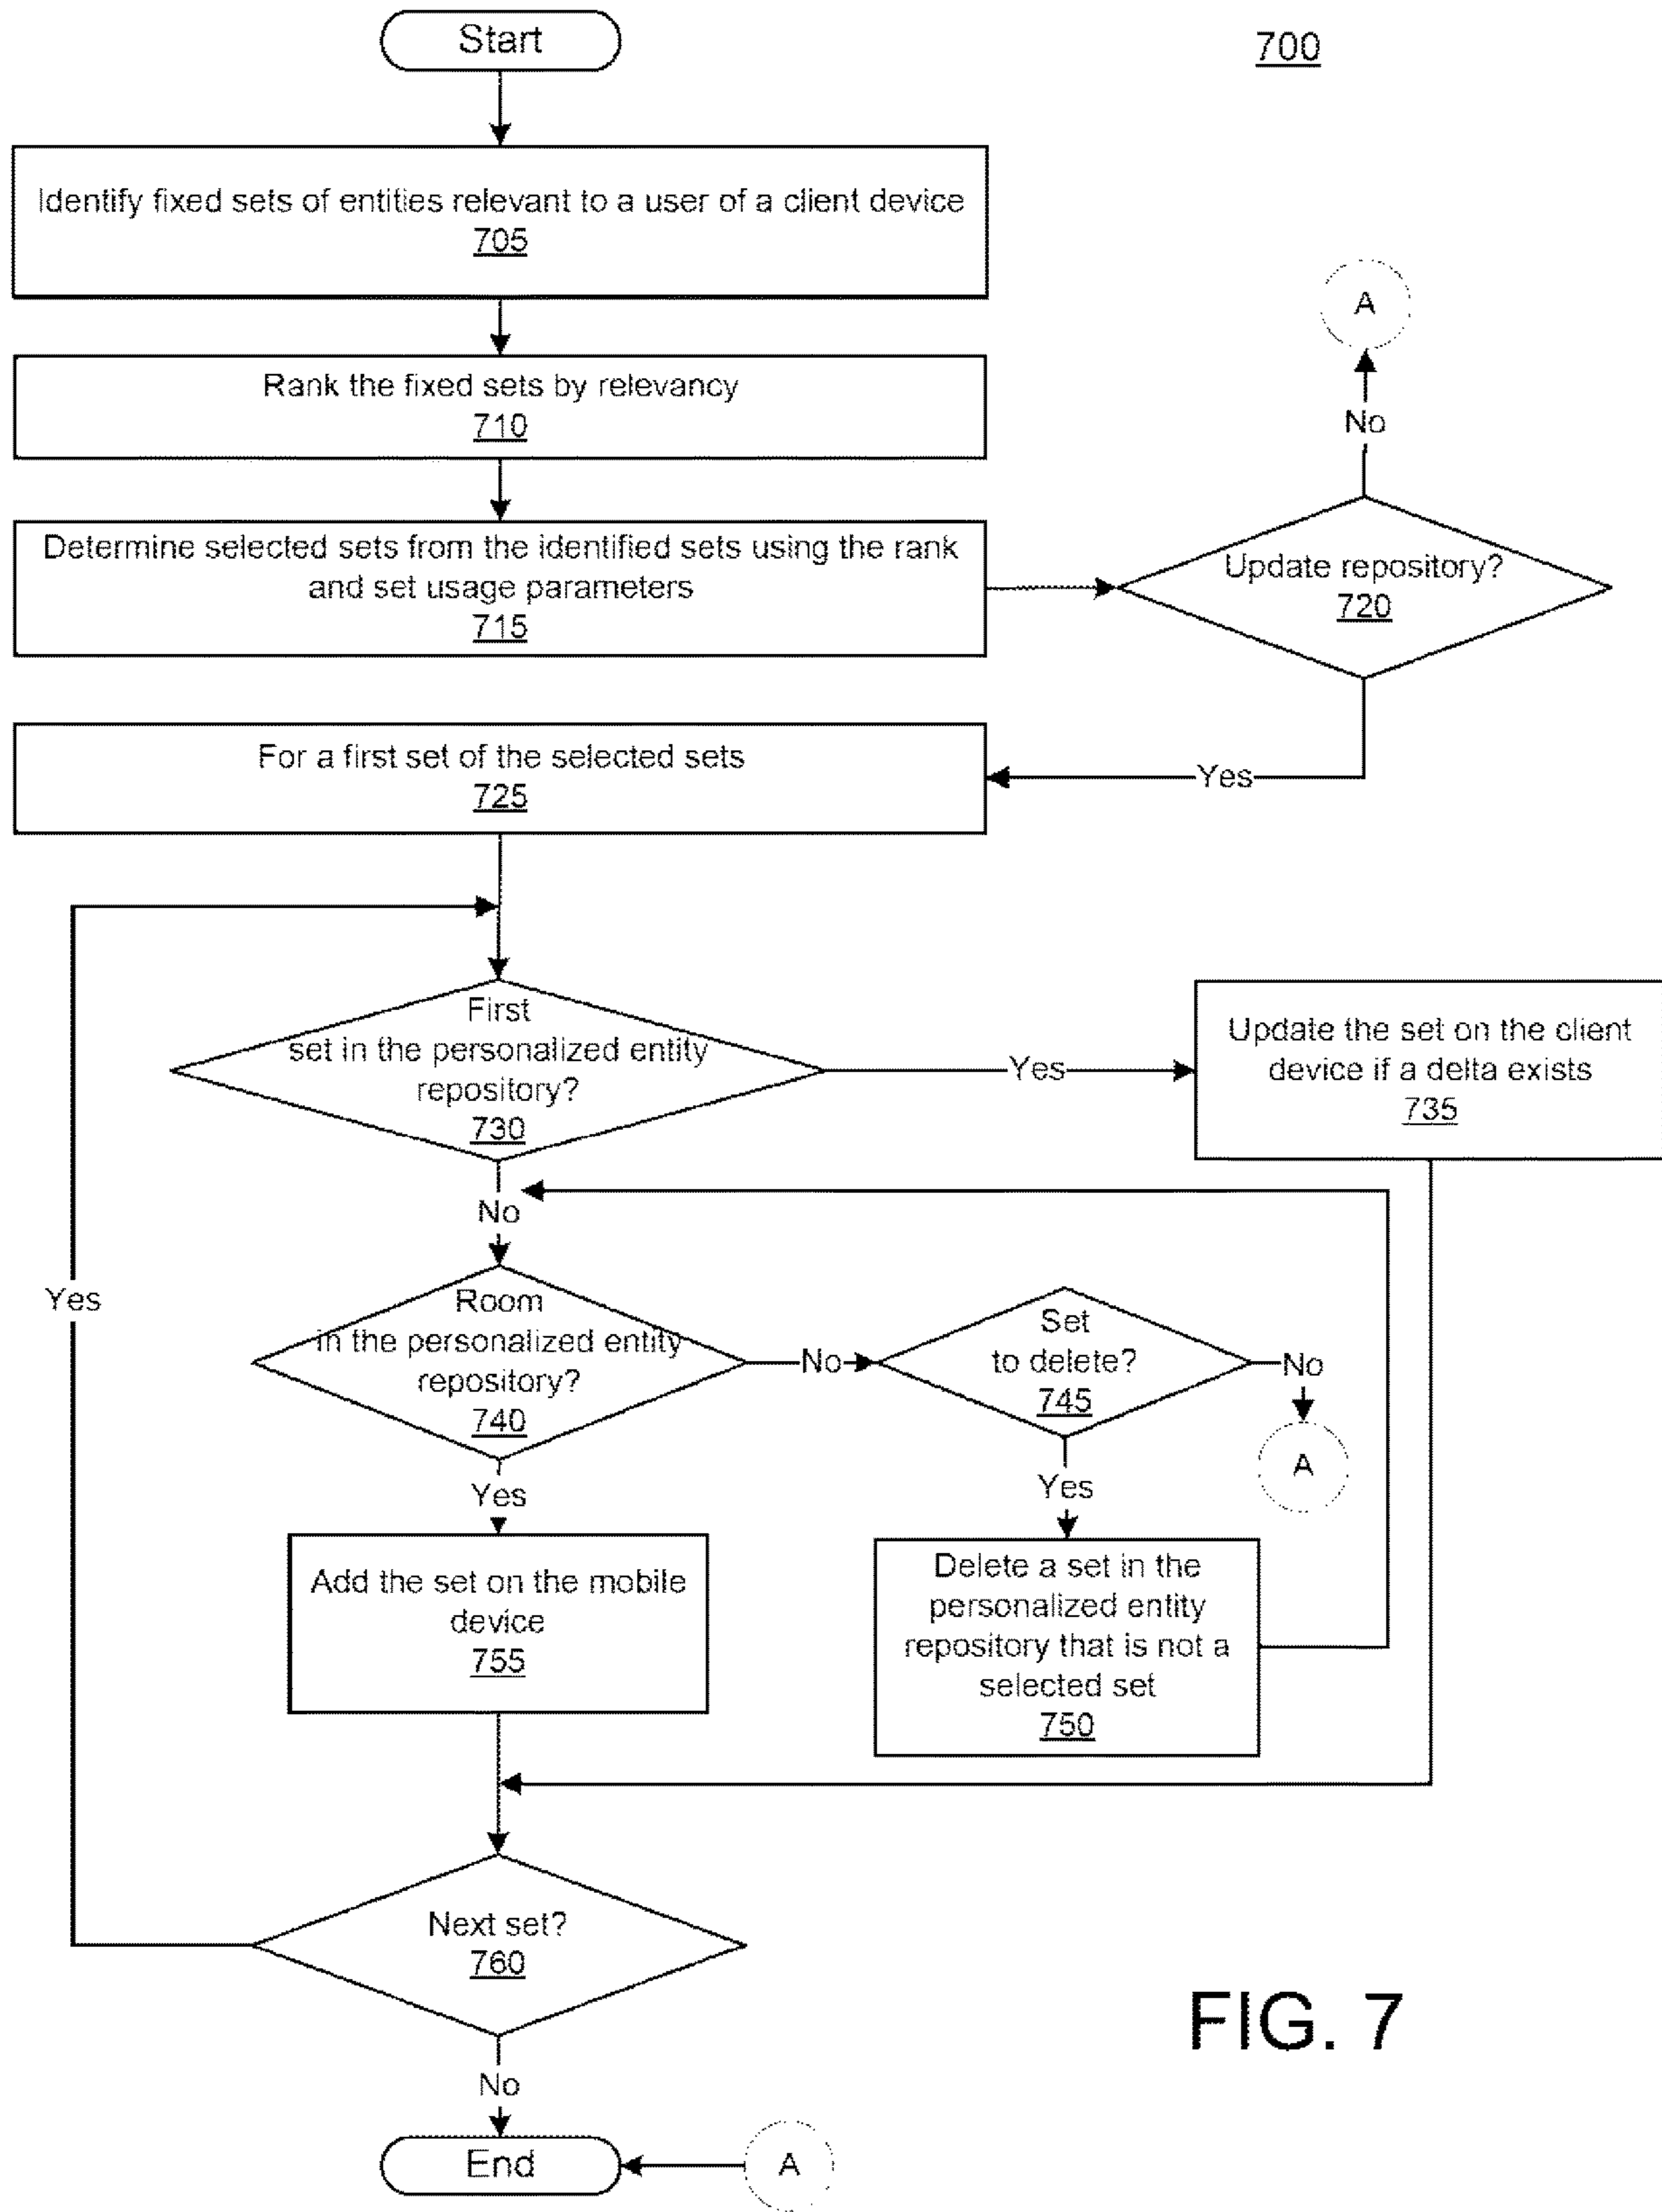 Start
700
Identify fixed sets of entities relevant to a user of a client device
705
A
Rank the fixed sets by relevancy
710
No
Determine selected sets from the identified sets using the rank
and set usage parameters
715
Update repository?
720
For a first set of the selected sets
725
Yes
First
set in the personalized entity
repository?
730
Yes
Update the set on the client
device if a delta exists
735
No
Yes
Room
in the personalized entity
repository?
740
No
Set
to delete?
745
No
A
Yes
Yes
Add the set on the mobile
device
755
Delete a set in the
personalized entity
repository that is not a
selected set
750
Next set?
760
FIG. 7
No
End
A